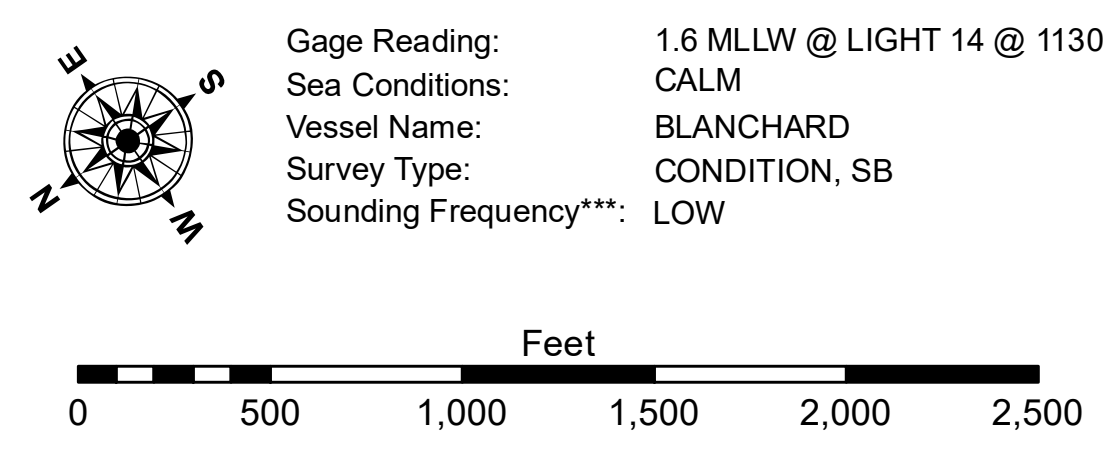 E
S
N
W
Gage Reading: 1.6 MLLW @ LIGHT 14 @ 1130
Sea Conditions: CALM
Vessel Name: BLANCHARD
Survey Type: CONDITION, SB
Sounding Frequency***: LOW
Feet
0 500 1,000 1,500 2,000 2,500